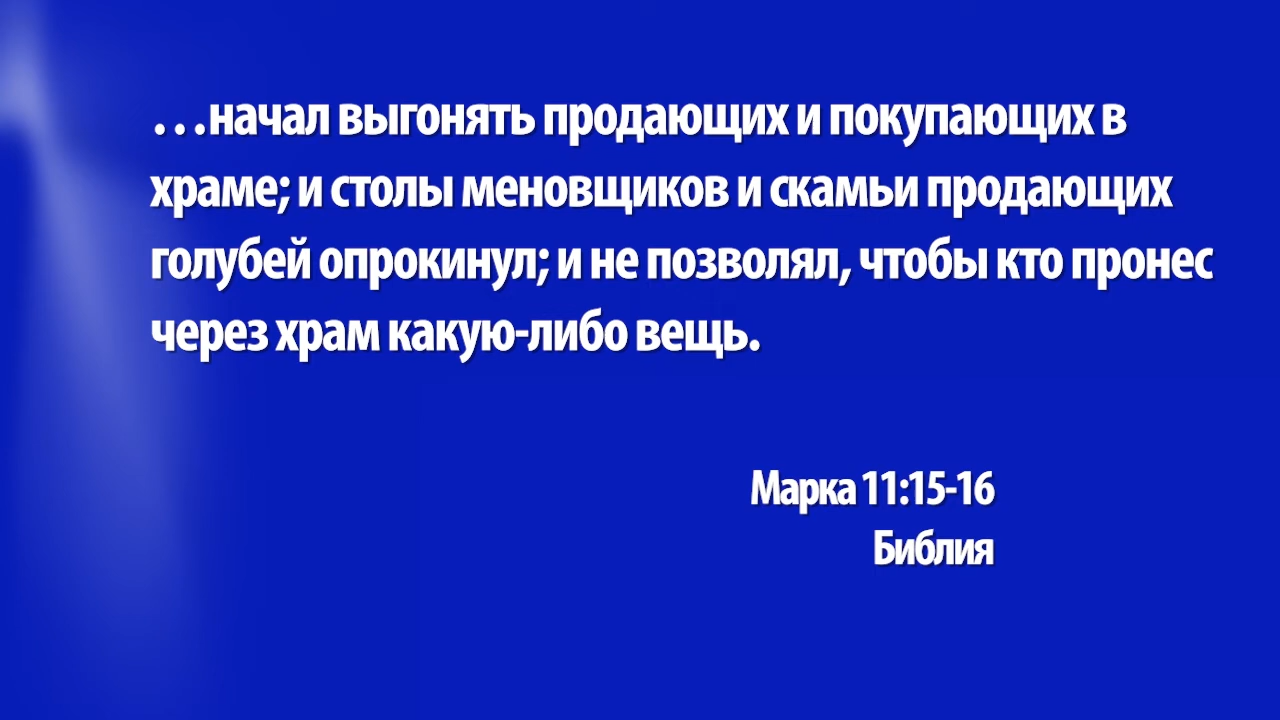 …начал выгонять продающих и покупающих в
храме; и столы меновщиков и скамьи продающих
голубей опрокинул; и не позволял, чтобы кто пронес
через храм какую-либо вещь.
Марка 11:15-16
Библия